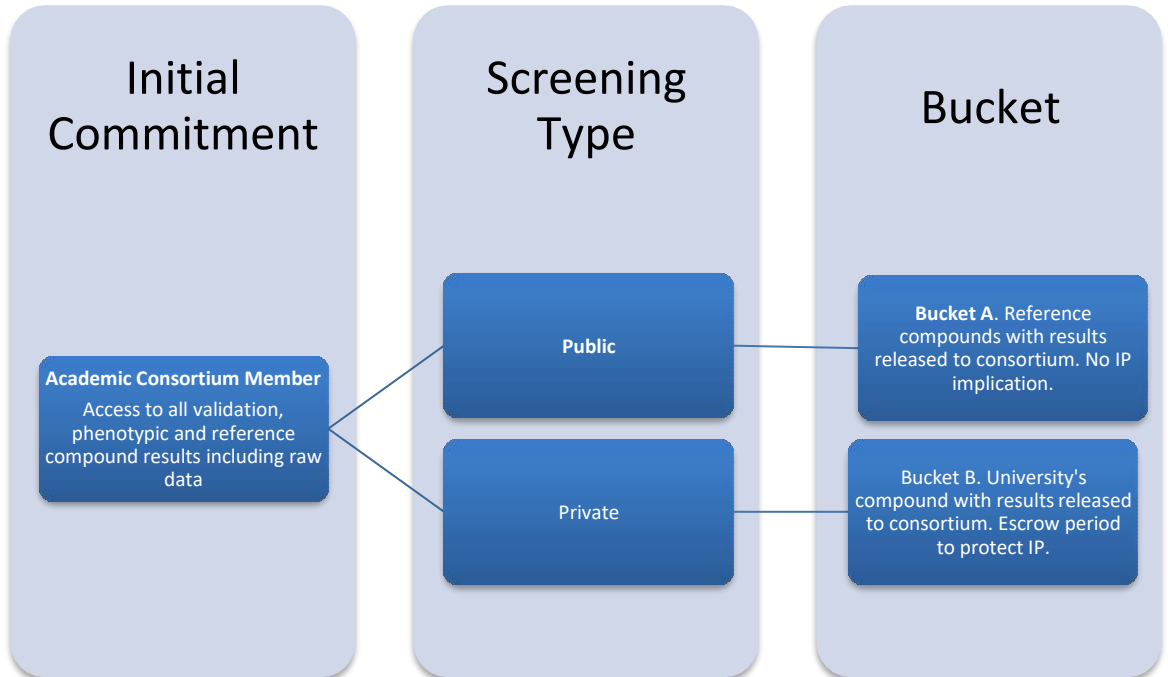 Initial
Commitment
Screening
Type
Bucket
Academic Consortium Member
Access to all validation,
phenotypic and reference
compound results including raw
data
Public
Private
Bucket A. Reference
compounds with results
released to consortium. No IP
implication.
Bucket B. University's
compound with results released
to consortium. Escrow period
to protect IP.